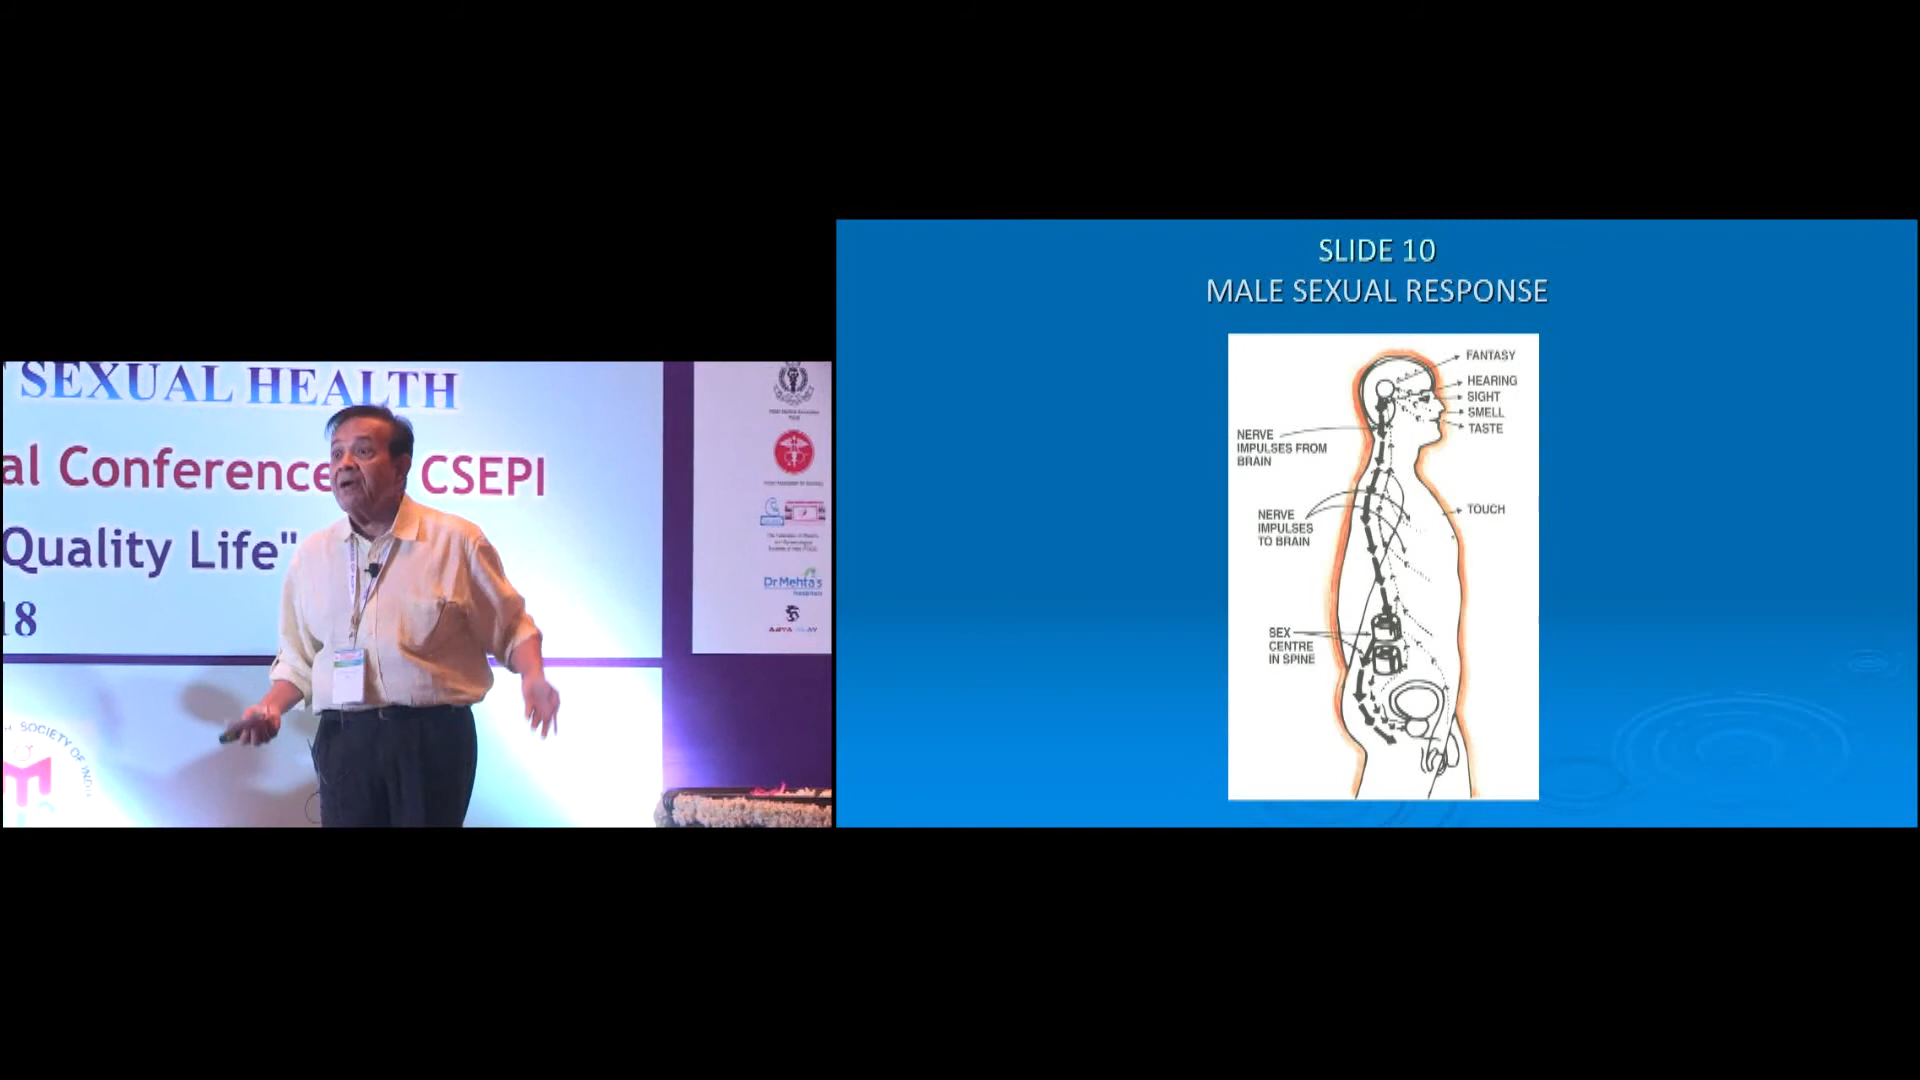 SEXUAL HEALTH
al Conference
CSEPI
Quality Life"
18
SOCIETY OF INDIA
Dr Mehta's
SLIDE 10
MALE SEXUAL RESPONSE
FANTASY
HEARING
SIGHT
SMELL
TASTE
NERVE
IMPULSES FROM
BRAIN
NERVE
IMPULSES
TO BRAIN
TOUCH
SEX
CENTRE
IN SPINE